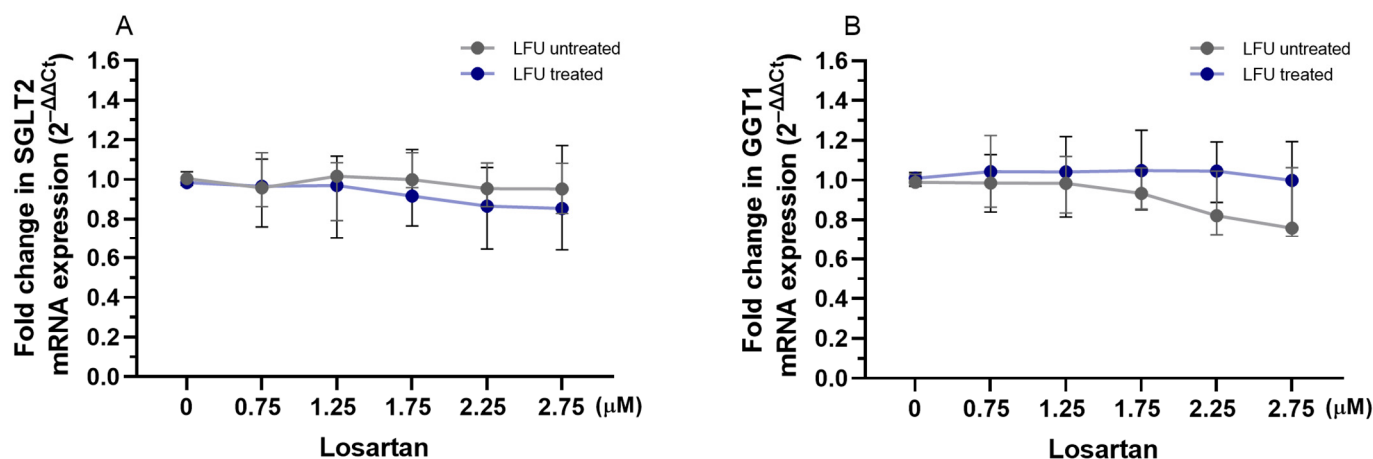 A
LFU untreated
LFU treated
Fold change in SGLT2
mRNA expression (2⁻ΔΔCt)
1.6
1.4
1.2
1.0
0.8
0.6
0.4
0.2
0.0
0 0.75 1.25 1.75 2.25 2.75 (μM)
Losartan
B
LFU untreated
LFU treated
Fold change in GGT1
mRNA expression (2⁻ΔΔCt)
1.6
1.4
1.2
1.0
0.8
0.6
0.4
0.2
0.0
0 0.75 1.25 1.75 2.25 2.75 (μM)
Losartan